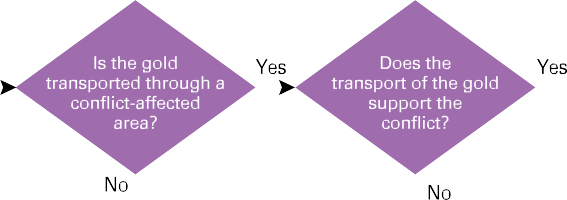 Is the gold
transported through a
conflict-affected
area?
Yes
No
Does the
transport of the gold
support the
conflict?
Yes
No